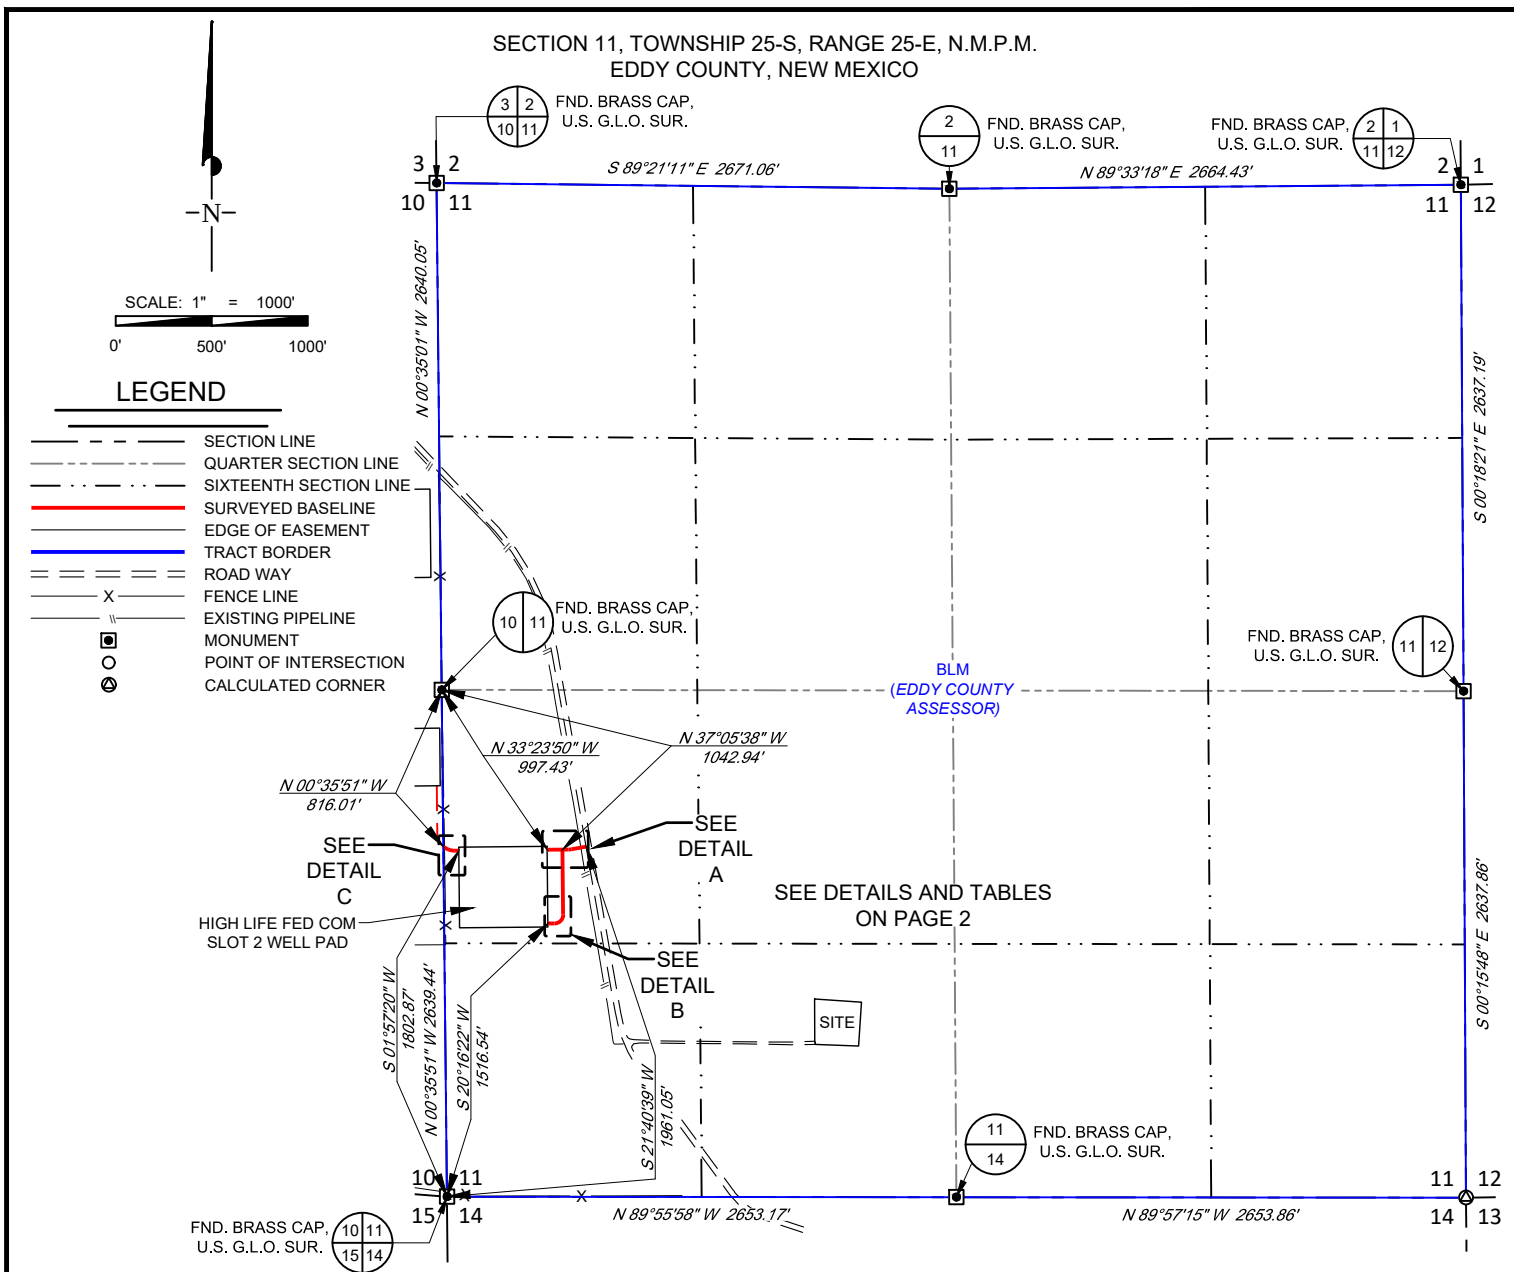 SECTION 11, TOWNSHIP 25-S, RANGE 25-E, N.M.P.M.
EDDY COUNTY, NEW MEXICO
3 2
10 11
FND. BRASS CAP,
U.S. G.L.O. SUR.
2
11
FND. BRASS CAP,
U.S. G.L.O. SUR.
FND. BRASS CAP,
U.S. G.L.O. SUR.
2 1
11 12
3 2
10 11
S 89°21'11" E 2671.06'
N 89°33'18" E 2664.43'
2 1
11 12
N
SCALE: 1" = 1000'
0' 500' 1000'
N 00°35'01" W 2640.05'
S 00°18'21" E 2637.19'
LEGEND
SECTION LINE
QUARTER SECTION LINE
SIXTEENTH SECTION LINE
SURVEYED BASELINE
EDGE OF EASEMENT
TRACT BORDER
ROAD WAY
X FENCE LINE
EXISTING PIPELINE
MONUMENT
POINT OF INTERSECTION
CALCULATED CORNER
X
10 11
FND. BRASS CAP,
U.S. G.L.O. SUR.
FND. BRASS CAP,
U.S. G.L.O. SUR.
11 12
BLM
(EDDY COUNTY
ASSESSOR)
N 33°23'50" W
997.43'
N 37°05'38" W
1042.94'
N 00°35'51" W
816.01'
X
SEE
DETAIL
C
SEE
DETAIL
A
SEE DETAILS AND TABLES
ON PAGE 2
HIGH LIFE FED COM
SLOT 2 WELL PAD
X
SEE
DETAIL
B
SITE
S 01°57'20" W
1802.87'
N 00°35'51" W 2639.44'
S 20°16'22" W
1516.54'
S 21°40'39" W
1961.05'
S 00°15'48" E 2637.86'
11
14
FND. BRASS CAP,
U.S. G.L.O. SUR.
10 11
15 14
X
X
N 89°55'58" W 2653.17'
N 89°57'15" W 2653.86'
11 12
14 13
FND. BRASS CAP,
U.S. G.L.O. SUR.
10 11
15 14